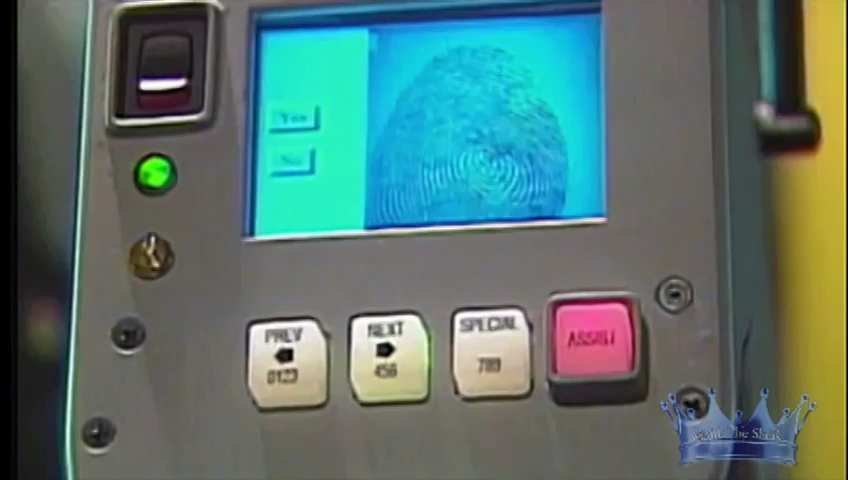 Yes
No
PREV
0123
NEXT
456
SPECIAL
789
ASSIST